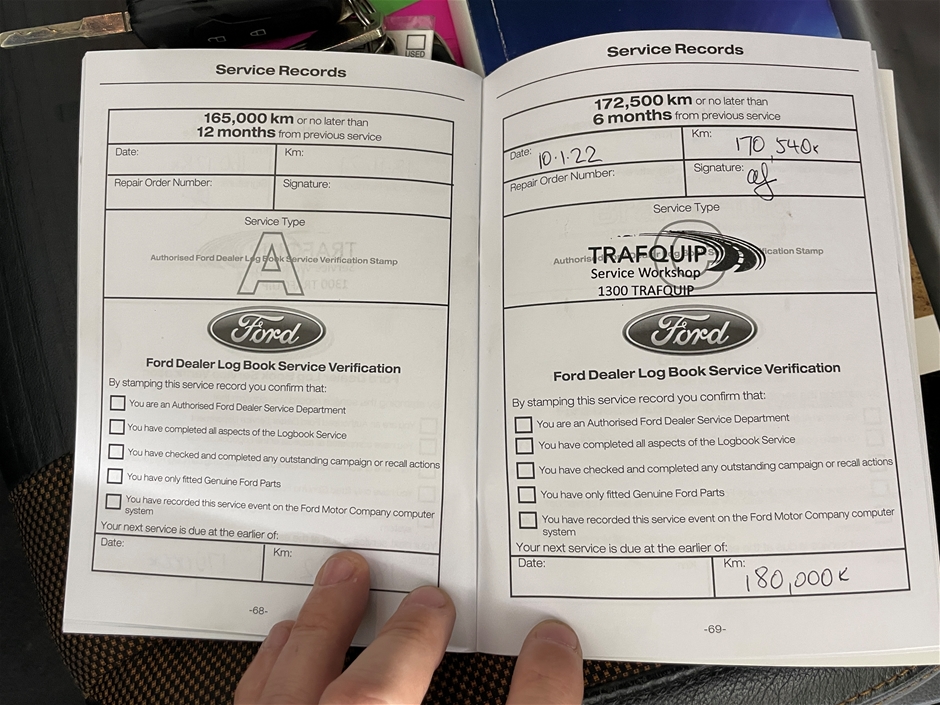 USED
Service Records
165,000 km or no later than
12 months from previous service
Date:
Km:
Repair Order Number:
Signature:
Service Type
A
Authorised Ford Dealer Log Book Service Verification Stamp
Ford
Ford Dealer Log Book Service Verification
By stamping this service record you confirm that:
You are an Authorised Ford Dealer Service Department
You have completed all aspects of the Logbook Service
You have checked and completed any outstanding campaign or recall actions
You have only fitted Genuine Ford Parts
You have recorded this service event on the Ford Motor Company computer
system
Your next service is due at the earlier of:
Date:
Km:
-68-
Service Records
172,500 km or no later than
6 months from previous service
Date: 10.1.22
Km: 170,540k
Repair Order Number:
Signature:
Service Type
TRAFQUIP
Service Workshop
1300 TRAFQUIP
Ford
Ford Dealer Log Book Service Verification
By stamping this service record you confirm that:
You are an Authorised Ford Dealer Service Department
You have completed all aspects of the Logbook Service
You have checked and completed any outstanding campaign or recall actions
You have only fitted Genuine Ford Parts
You have recorded this service event on the Ford Motor Company computer
system
Your next service is due at the earlier of:
Date:
Km: 180,000k
-69-